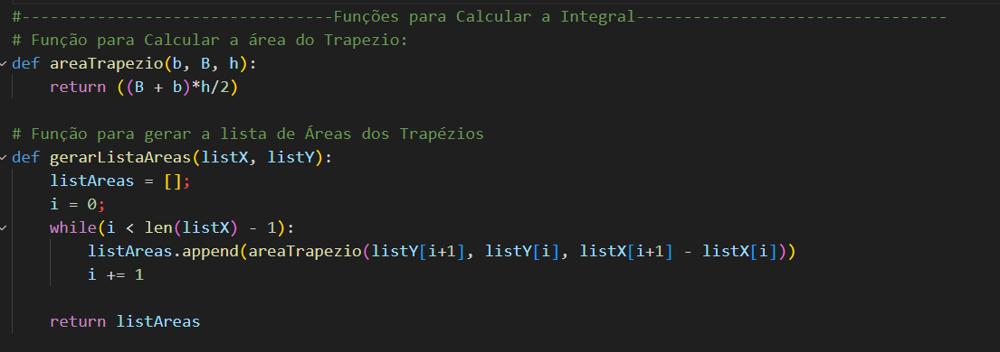 #---------------------------------Funções para Calcular a Integral---------------------------------
# Função para Calcular a área do Trapezio:
def areaTrapezio(b, B, h):
    return ((B + b)*h/2)
# Função para gerar a lista de Áreas dos Trapézios
def gerarListaAreas(listX, listY):
    listAreas = [];
    i = 0;
    while(i < len(listX) - 1):
        listAreas.append(areaTrapezio(listY[i+1], listY[i], listX[i+1] - listX[i]))
        i += 1
    return listAreas